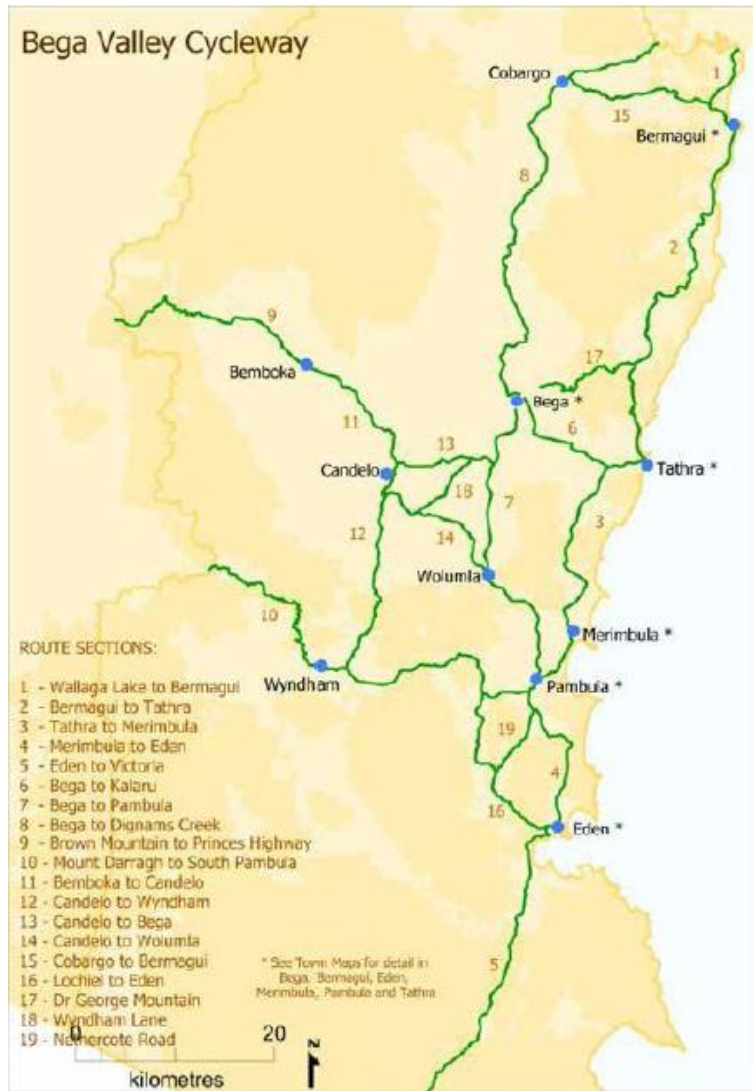 Bega Valley Cycleway
Cobargo
1
15
Bermagui *
8
2
9
17
Bemboka
Bega *
11
6
13
Candelo
Tathra *
18
7
3
12
14
Wolumla
10
Merimbula *
ROUTE SECTIONS:
Wyndham
Pambula *
1 - Wallaga Lake to Bermagui
2 - Bermagui to Tathra
3 - Tathra to Merimbula
19
4 - Merimbula to Eden
4
5 - Eden to Victoria
6 - Bega to Kalaru
16
7 - Bega to Pambula
Eden *
8 - Bega to Dignams Creek
9 - Brown Mountain to Princes Highway
10 - Mount Darragh to South Pambula
11 - Bemboka to Candelo
12 - Candelo to Wyndham
13 - Candelo to Bega
14 - Candelo to Wolumla
15 - Cobargo to Bermagui
16 - Lochiel to Eden
17 - Dr George Mountain
18 - Wyndham Lane
19 - Nethercote Road
* See Town Maps for detail in
Bega, Bermagui, Eden,
Merimbula, Pambula and Tathra
5
0 20
kilometres
N